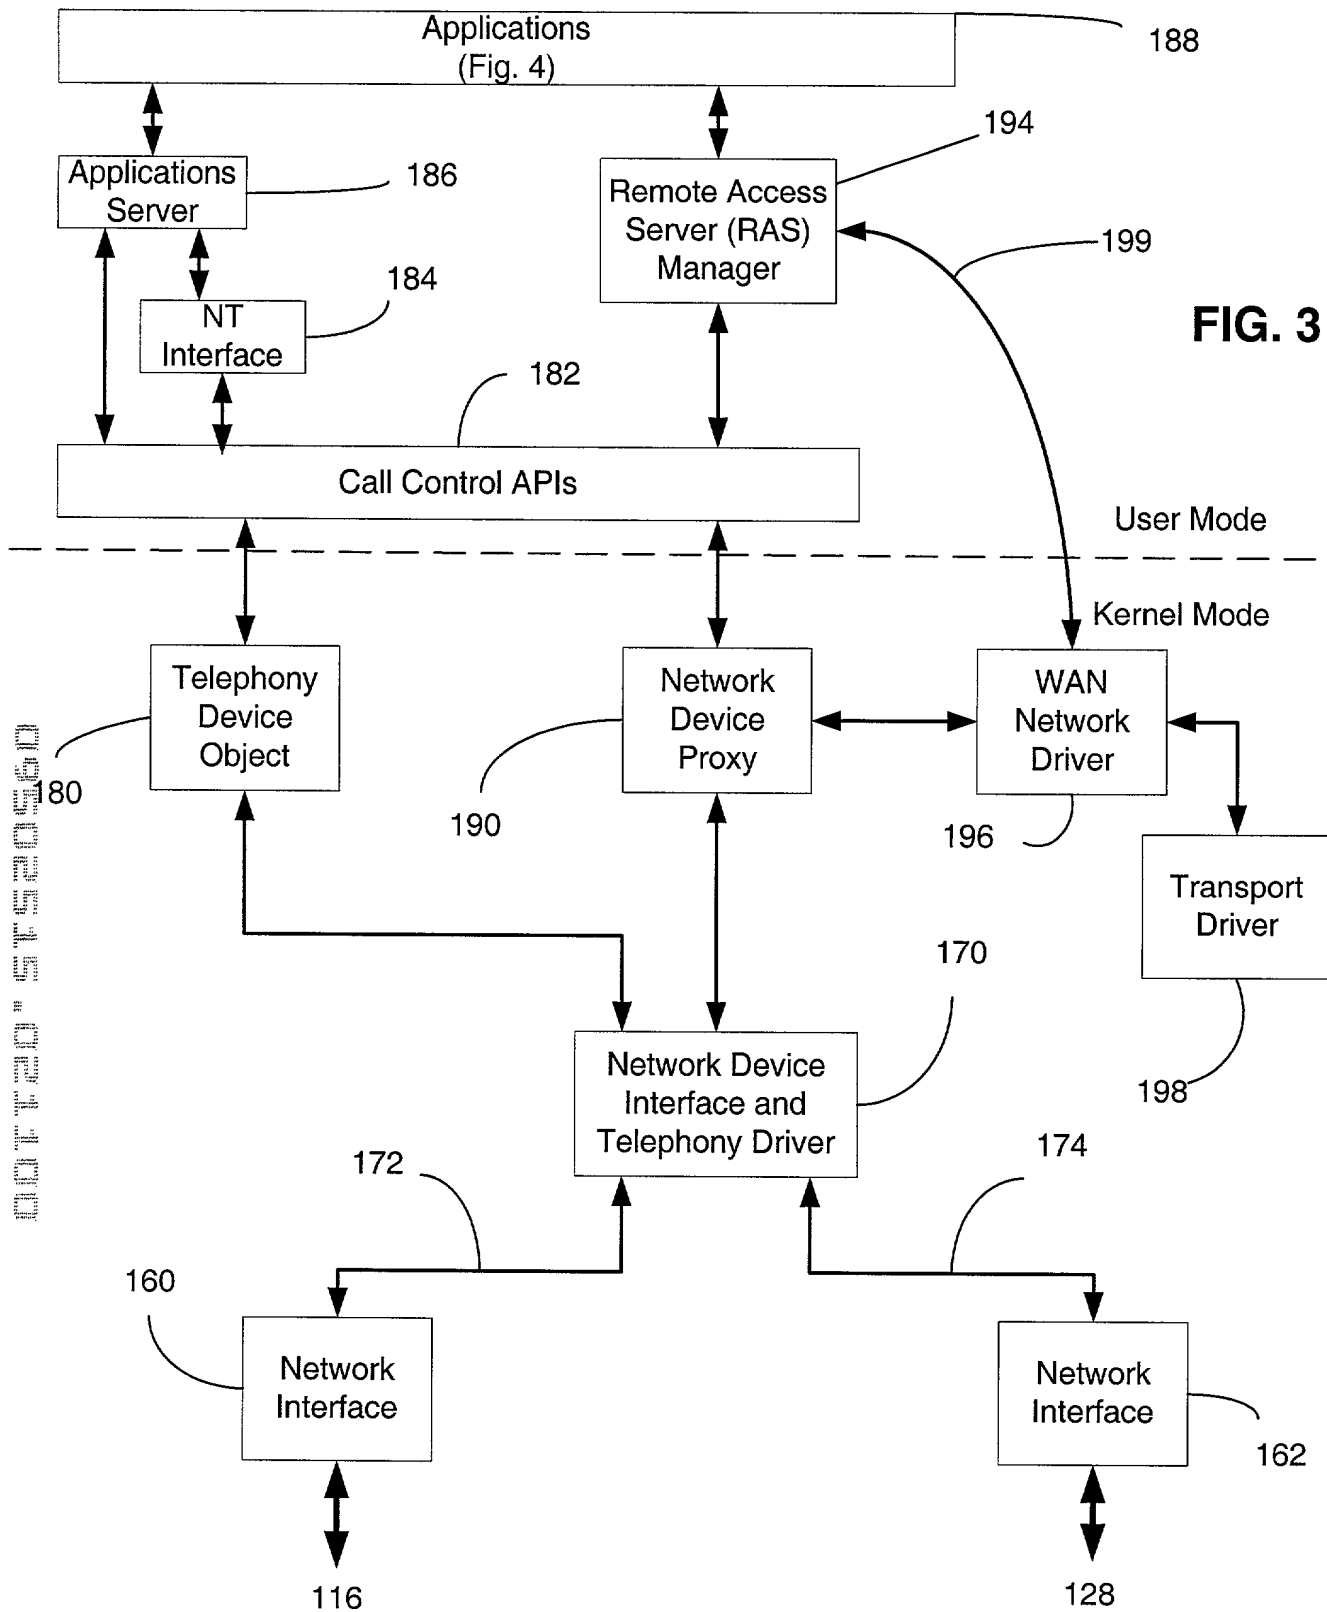 Applications
(Fig. 4)
188
194
Applications
Server
186
Remote Access
Server (RAS)
Manager
199
184
NT
Interface
FIG. 3
182
Call Control APIs
User Mode
Kernel Mode
Telephony
Device
Object
Network
Device
Proxy
WAN
Network
Driver
180
190
196
Transport
Driver
170
Network Device
Interface and
Telephony Driver
198
172
174
160
Network
Interface
Network
Interface
162
116
128